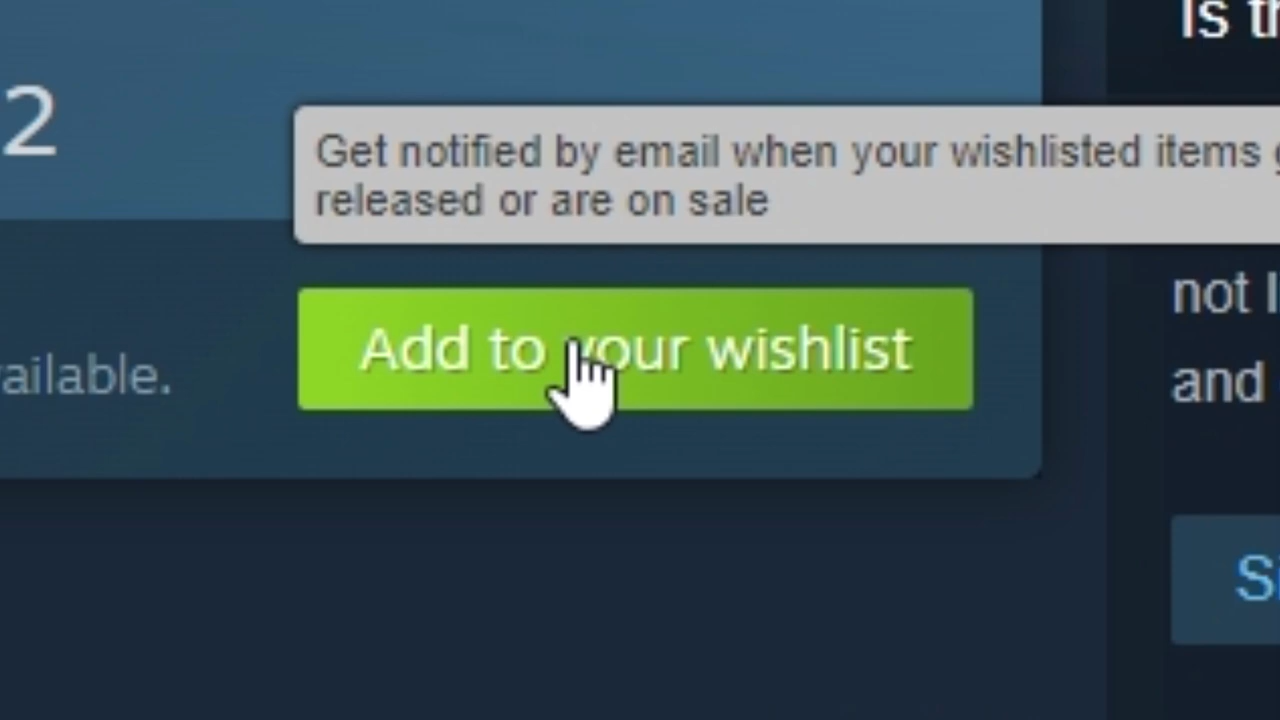 Is
2
Get notified by email when your wishlisted items
released or are on sale
not
Add to your wishlist
and